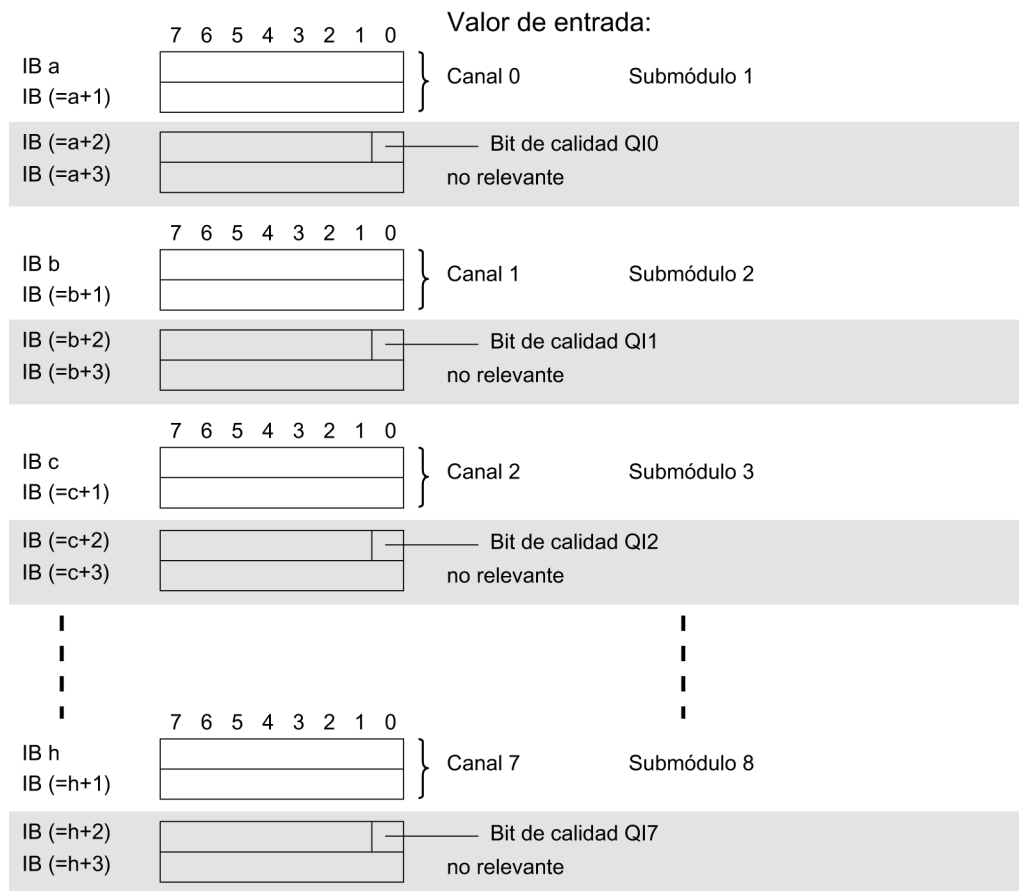 Valor de entrada:
7 6 5 4 3 2 1 0
IB a
IB (=a+1)
Canal 0 Submódulo 1
IB (=a+2) Bit de calidad QI0
IB (=a+3) no relevante
7 6 5 4 3 2 1 0
IB b
IB (=b+1)
Canal 1 Submódulo 2
IB (=b+2) Bit de calidad QI1
IB (=b+3) no relevante
7 6 5 4 3 2 1 0
IB c
IB (=c+1)
Canal 2 Submódulo 3
IB (=c+2) Bit de calidad QI2
IB (=c+3) no relevante
7 6 5 4 3 2 1 0
IB h
IB (=h+1)
Canal 7 Submódulo 8
IB (=h+2) Bit de calidad QI7
IB (=h+3) no relevante